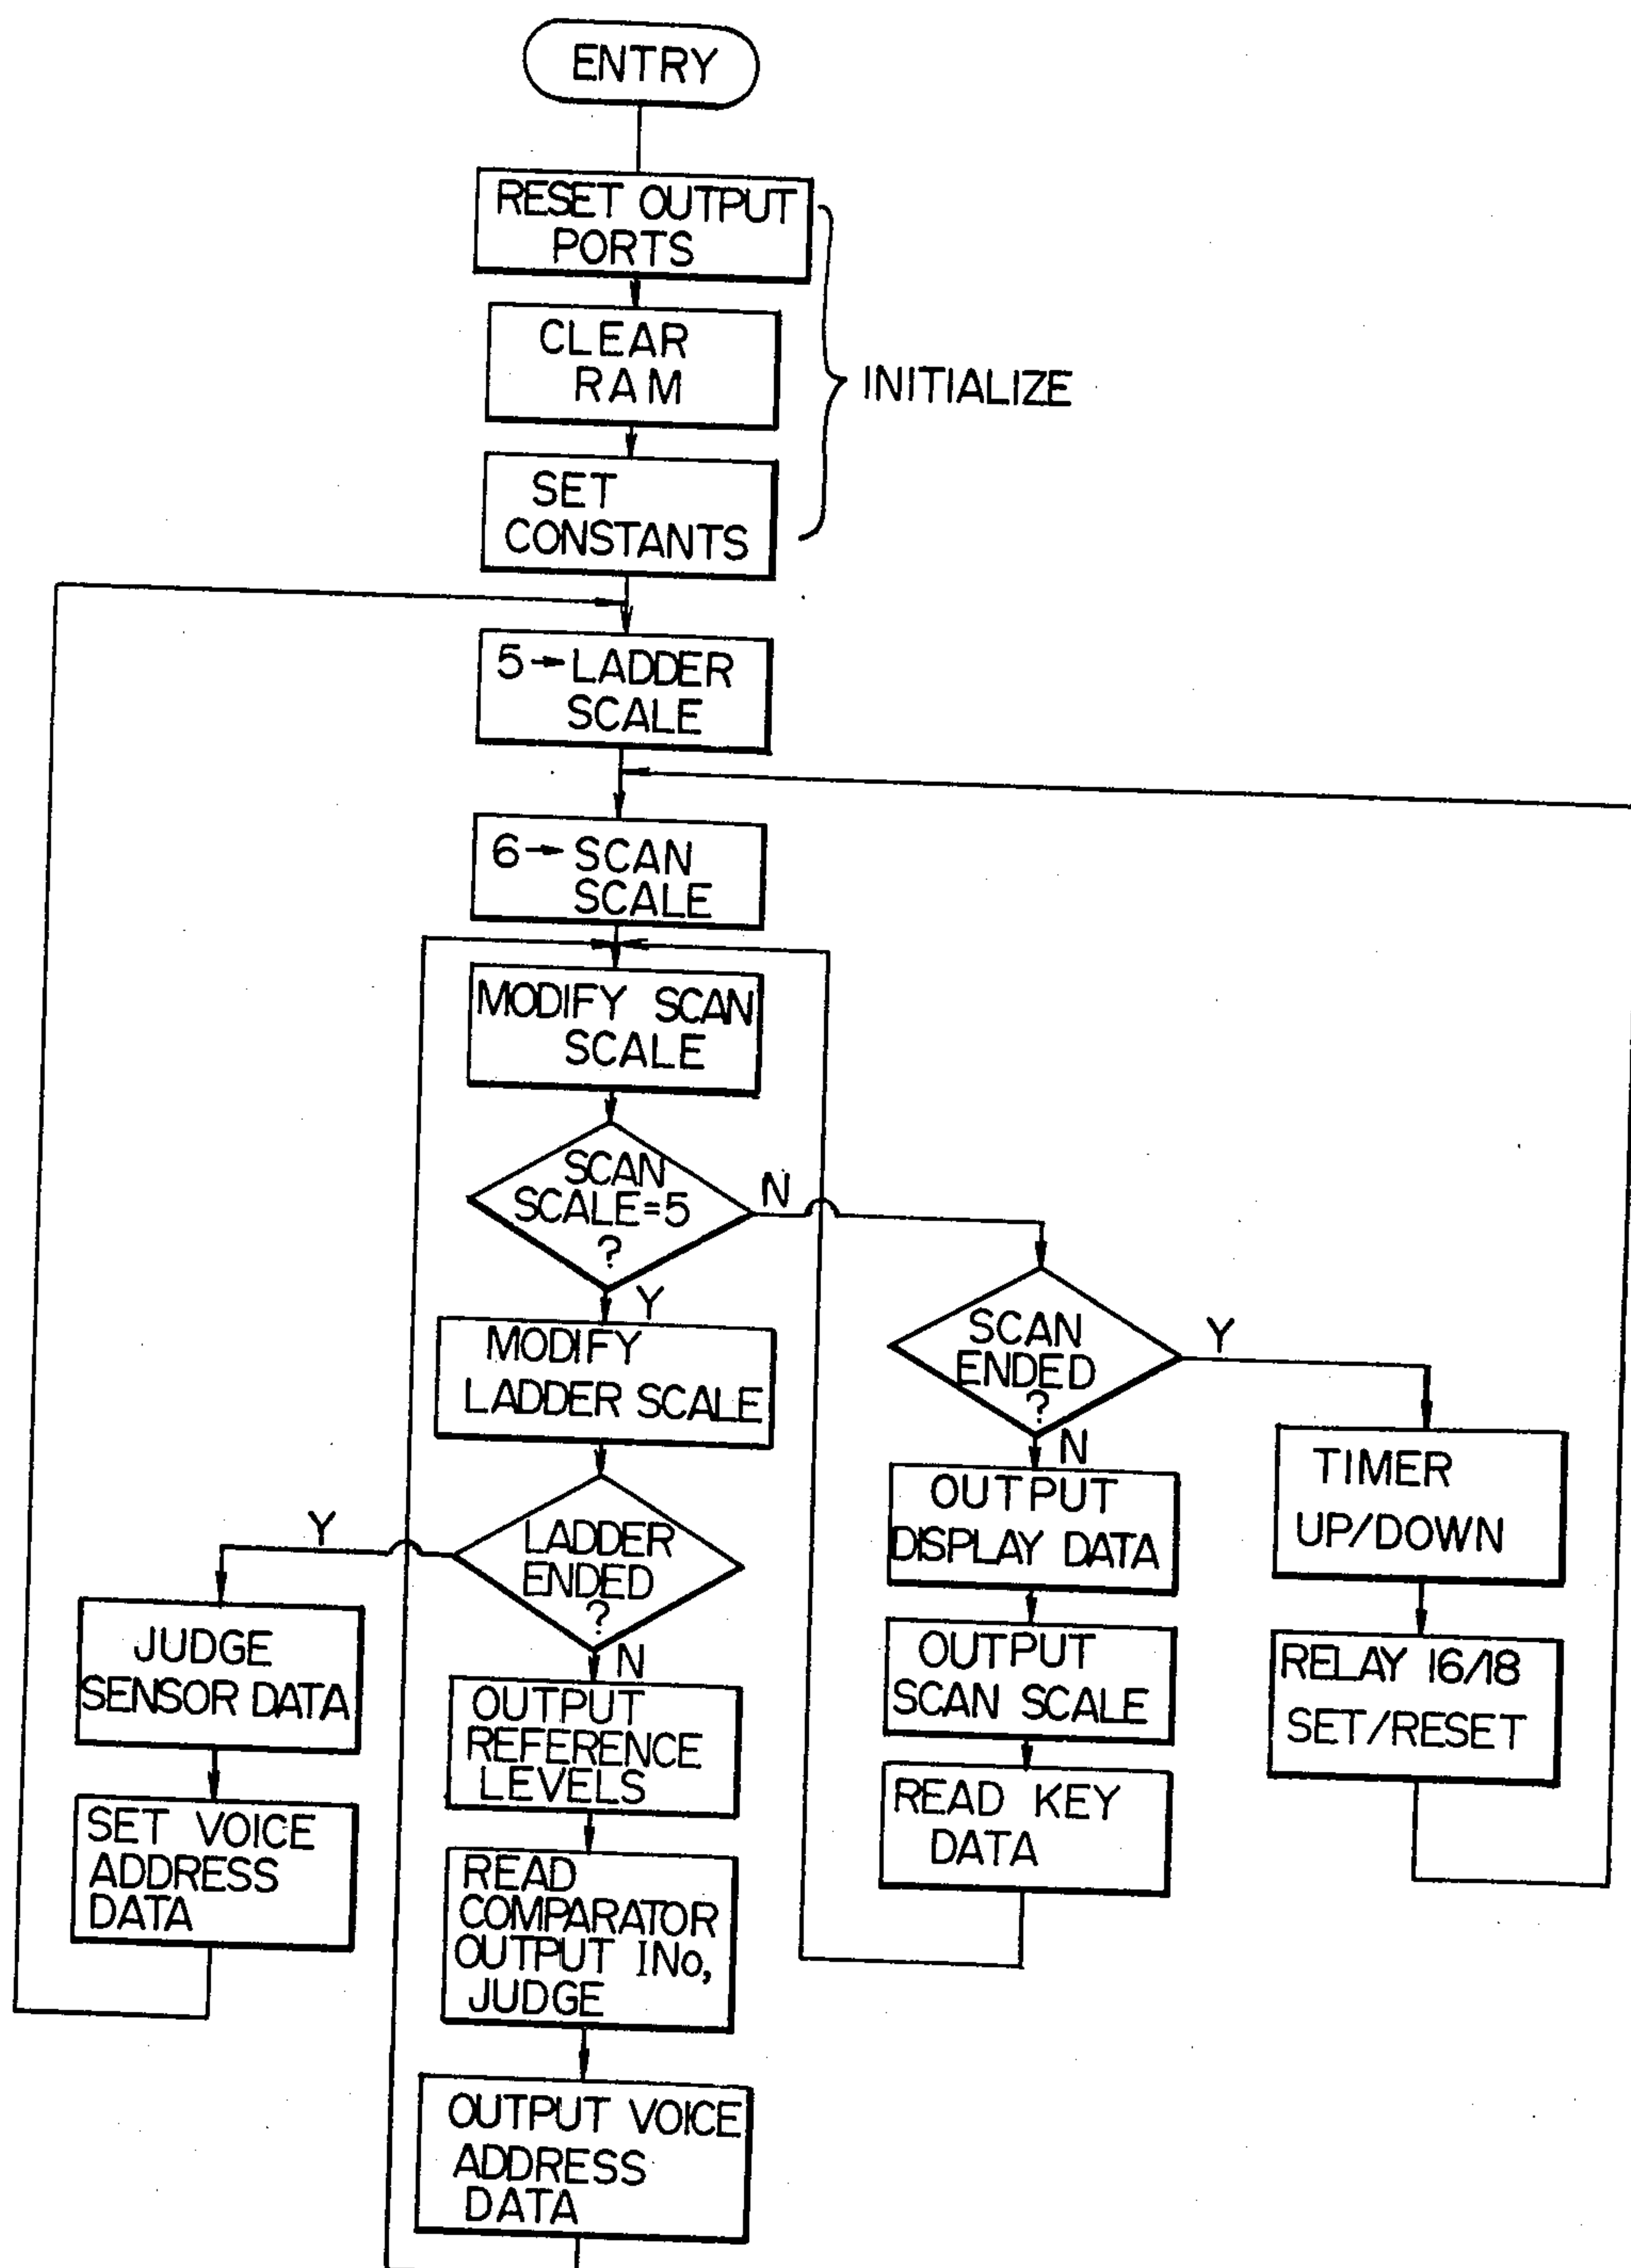 ENTRY
RESET OUTPUT
PORTS
CLEAR
RAM
INITIALIZE
SET
CONSTANTS
5→LADDER
SCALE
6→SCAN
SCALE
MODIFY SCAN
SCALE
SCAN
SCALE=5
?
N
Y
MODIFY
LADDER SCALE
SCAN
ENDED
?
Y
N
TIMER
UP/DOWN
RELAY 16/18
SET/RESET
OUTPUT
DISPLAY DATA
OUTPUT
SCAN SCALE
READ KEY
DATA
LADDER
ENDED
?
Y
N
JUDGE
SENSOR DATA
SET VOICE
ADDRESS
DATA
OUTPUT
REFERENCE
LEVELS
READ
COMPARATOR
OUTPUT INo,
JUDGE
OUTPUT VOICE
ADDRESS
DATA